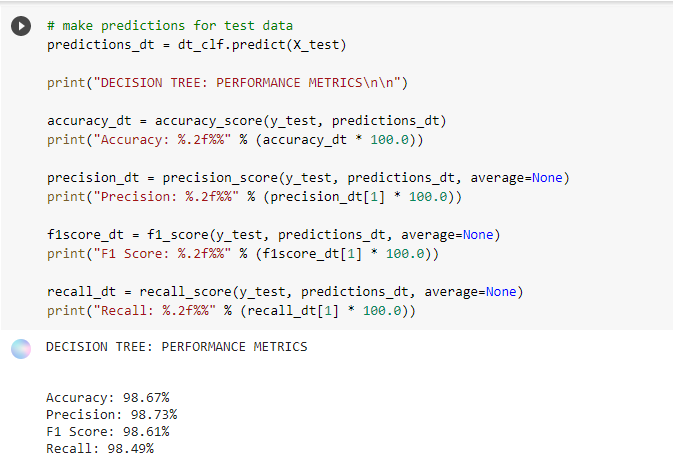 # make predictions for test data
predictions_dt = dt_clf.predict(X_test)
print("DECISION TREE: PERFORMANCE METRICS\n\n")
accuracy_dt = accuracy_score(y_test, predictions_dt)
print("Accuracy: %.2f%%" % (accuracy_dt * 100.0))
precision_dt = precision_score(y_test, predictions_dt, average=None)
print("Precision: %.2f%%" % (precision_dt[1] * 100.0))
f1score_dt = f1_score(y_test, predictions_dt, average=None)
print("F1 Score: %.2f%%" % (f1score_dt[1] * 100.0))
recall_dt = recall_score(y_test, predictions_dt, average=None)
print("Recall: %.2f%%" % (recall_dt[1] * 100.0))
DECISION TREE: PERFORMANCE METRICS
Accuracy: 98.67%
Precision: 98.73%
F1 Score: 98.61%
Recall: 98.49%